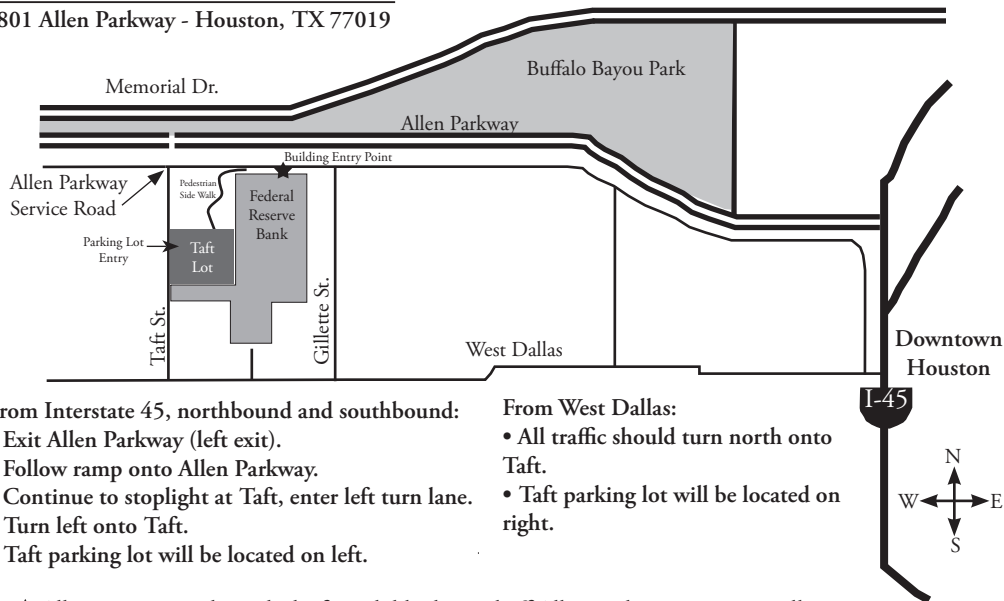 801 Allen Parkway - Houston, TX 77019
Memorial Dr.
Buffalo Bayou Park
Allen Parkway
Building Entry Point
Allen Parkway
Service Road
Pedestrian
Side Walk
Federal
Reserve
Bank
Parking Lot
Entry
Taft
Lot
Taft St.
Gillette St.
West Dallas
Downtown
Houston
I-45
rom Interstate 45, northbound and southbound:
Exit Allen Parkway (left exit).
Follow ramp onto Allen Parkway.
Continue to stoplight at Taft, enter left turn lane.
Turn left onto Taft.
Taft parking lot will be located on left.
From West Dallas:
• All traffic should turn north onto
Taft.
• Taft parking lot will be located on
right.
N
W E
S